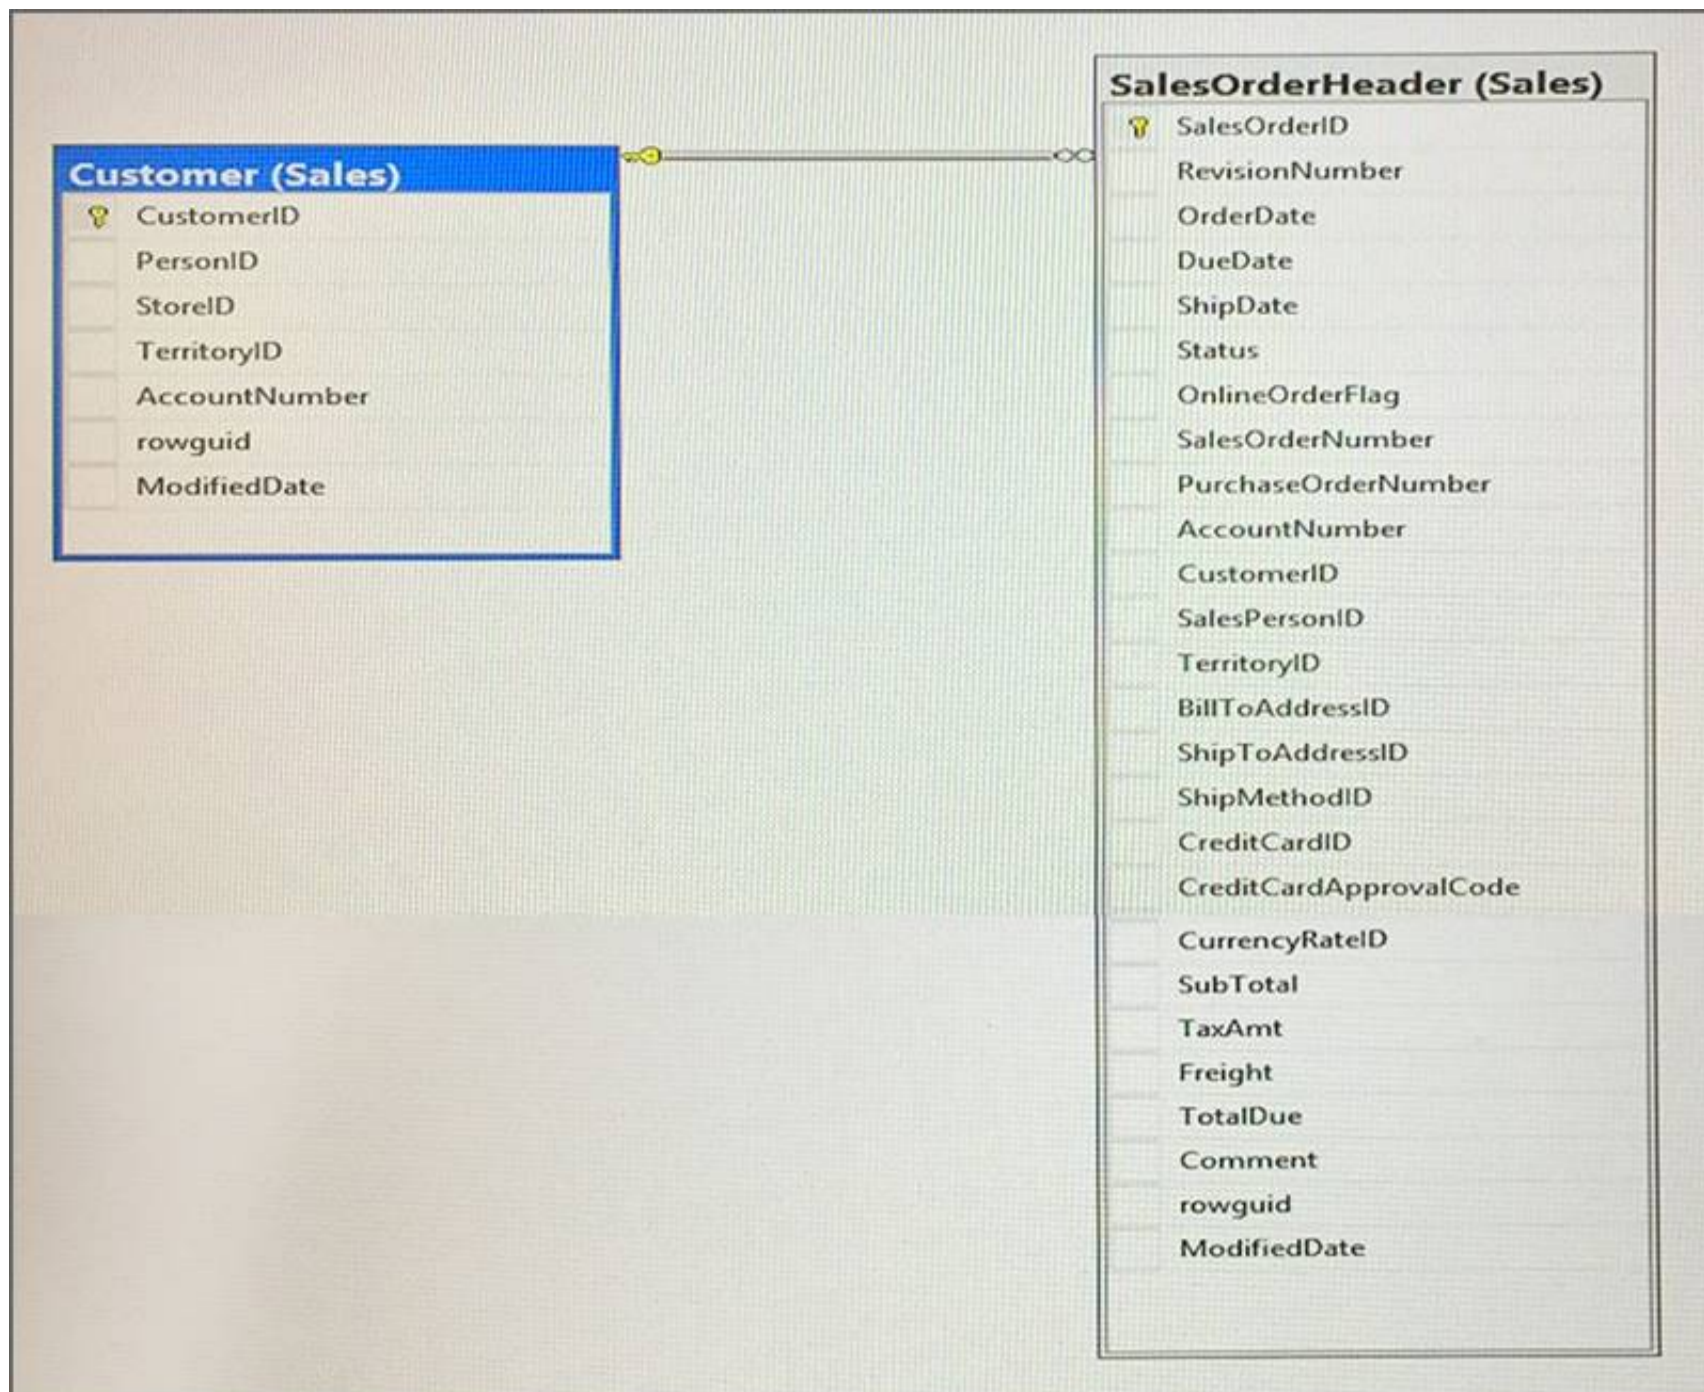 Customer (Sales)
CustomerID
PersonID
StoreID
TerritoryID
AccountNumber
rowguid
ModifiedDate
SalesOrderHeader (Sales)
SalesOrderID
RevisionNumber
OrderDate
DueDate
ShipDate
Status
OnlineOrderFlag
SalesOrderNumber
PurchaseOrderNumber
AccountNumber
CustomerID
SalesPersonID
TerritoryID
BillToAddressID
ShipToAddressID
ShipMethodID
CreditCardID
CreditCardApprovalCode
CurrencyRateID
SubTotal
TaxAmt
Freight
TotalDue
Comment
rowguid
ModifiedDate